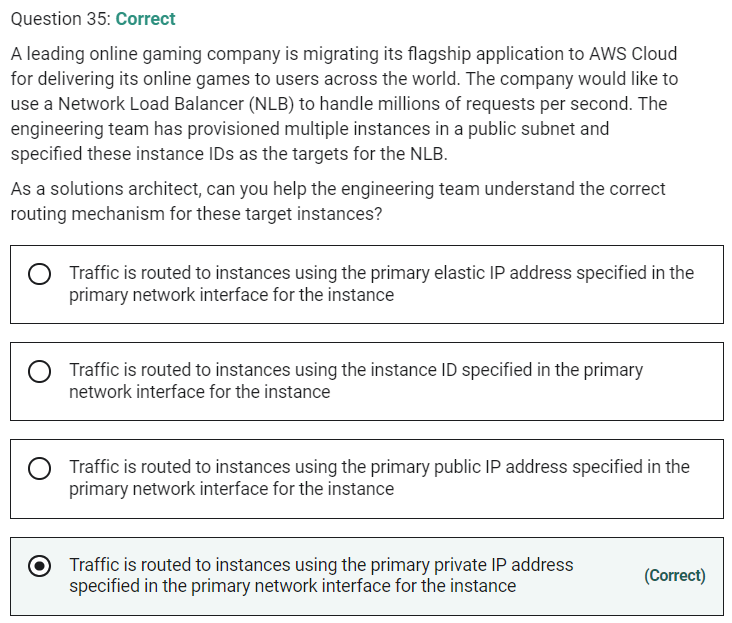 Question 35: Correct
A leading online gaming company is migrating its flagship application to AWS Cloud
for delivering its online games to users across the world. The company would like to
use a Network Load Balancer (NLB) to handle millions of requests per second. The
engineering team has provisioned multiple instances in a public subnet and
specified these instance IDs as the targets for the NLB.
As a solutions architect, can you help the engineering team understand the correct
routing mechanism for these target instances?
Traffic is routed to instances using the primary elastic IP address specified in the
primary network interface for the instance
Traffic is routed to instances using the instance ID specified in the primary
network interface for the instance
Traffic is routed to instances using the primary public IP address specified in the
primary network interface for the instance
Traffic is routed to instances using the primary private IP address
specified in the primary network interface for the instance
(Correct)